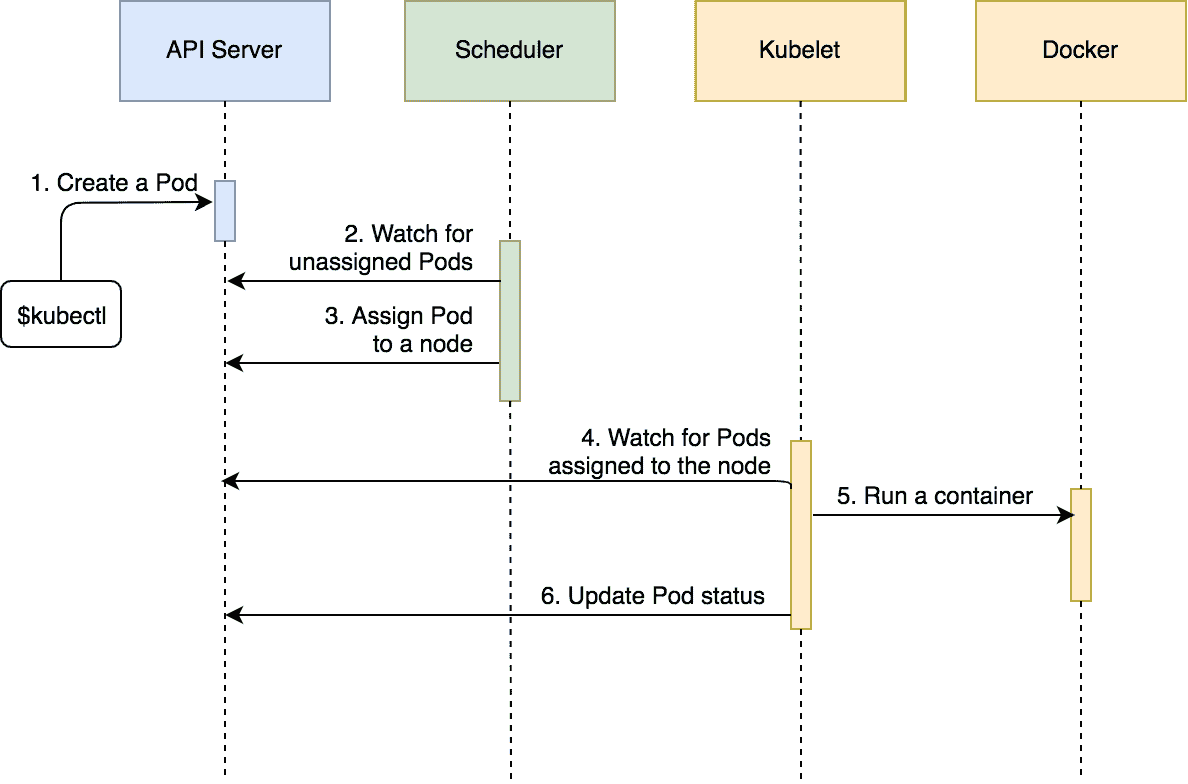 API Server
Scheduler
Kubelet
Docker
1. Create a Pod
2. Watch for
unassigned Pods
$kubectl
3. Assign Pod
to a node
4. Watch for Pods
assigned to the node
5. Run a container
6. Update Pod status